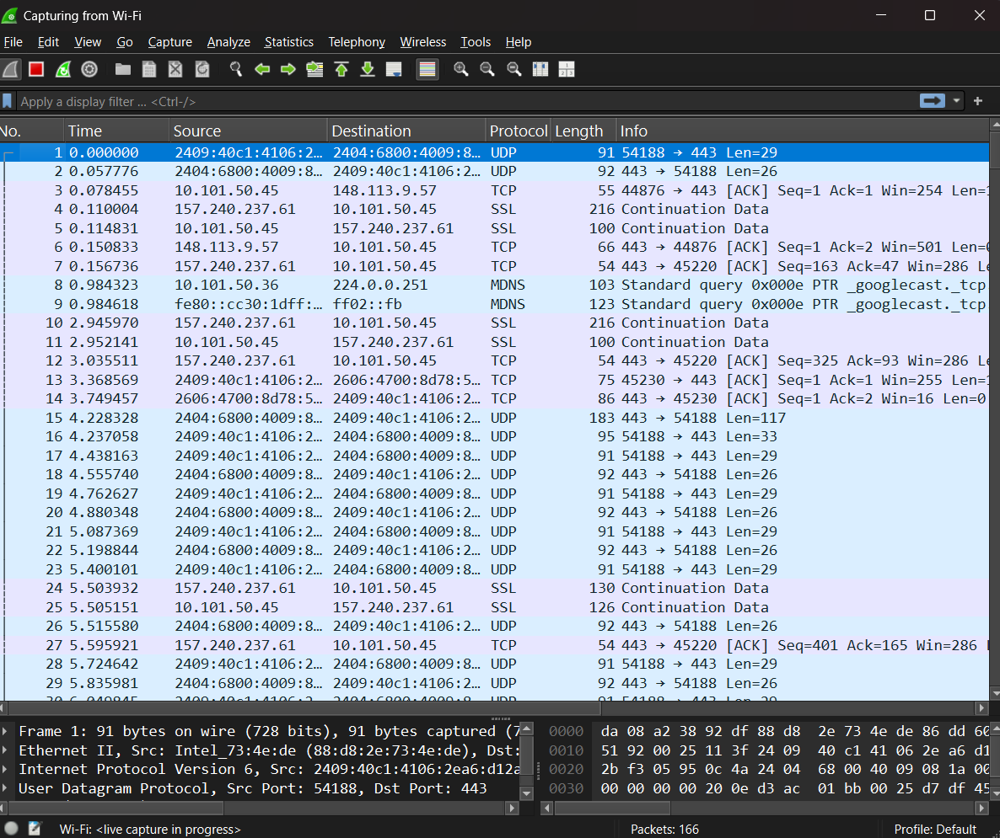 Capturing from Wi-Fi
File Edit View Go Capture Analyze Statistics Telephony Wireless Tools Help
Apply a display filter ... <Ctrl-/>
No. Time Source Destination Protocol Length Info
1 0.000000 2409:40c1:4106:2… 2404:6800:4009:8… UDP 91 54188 → 443 Len=29
2 0.057776 2404:6800:4009:8… 2409:40c1:4106:2… UDP 92 443 → 54188 Len=26
3 0.078455 10.101.50.45 148.113.9.57 TCP 55 44876 → 443 [ACK] Seq=1 Ack=1 Win=254 Len=1
4 0.110004 157.240.237.61 10.101.50.45 SSL 216 Continuation Data
5 0.114831 10.101.50.45 157.240.237.61 SSL 100 Continuation Data
6 0.150833 148.113.9.57 10.101.50.45 TCP 66 443 → 44876 [ACK] Seq=1 Ack=2 Win=501 Len=0
7 0.156736 157.240.237.61 10.101.50.45 TCP 54 443 → 45220 [ACK] Seq=163 Ack=47 Win=286 Le
8 0.984323 10.101.50.36 224.0.0.251 MDNS 103 Standard query 0x000e PTR _googlecast._tcp
9 0.984618 fe80::cc30:1dff:… ff02::fb MDNS 123 Standard query 0x000e PTR _googlecast._tcp
10 2.945970 157.240.237.61 10.101.50.45 SSL 216 Continuation Data
11 2.952141 10.101.50.45 157.240.237.61 SSL 100 Continuation Data
12 3.035511 157.240.237.61 10.101.50.45 TCP 54 443 → 45220 [ACK] Seq=325 Ack=93 Win=286 Le
13 3.368569 2409:40c1:4106:2… 2606:4700:8d78:5… TCP 75 45230 → 443 [ACK] Seq=1 Ack=1 Win=255 Len=1
14 3.749457 2606:4700:8d78:5… 2409:40c1:4106:2… TCP 86 443 → 45230 [ACK] Seq=1 Ack=2 Win=16 Len=0
15 4.228328 2404:6800:4009:8… 2409:40c1:4106:2… UDP 183 443 → 54188 Len=117
16 4.237058 2409:40c1:4106:2… 2404:6800:4009:8… UDP 95 54188 → 443 Len=33
17 4.438163 2409:40c1:4106:2… 2404:6800:4009:8… UDP 91 54188 → 443 Len=29
18 4.555740 2404:6800:4009:8… 2409:40c1:4106:2… UDP 92 443 → 54188 Len=26
19 4.762627 2409:40c1:4106:2… 2404:6800:4009:8… UDP 91 54188 → 443 Len=29
20 4.880348 2404:6800:4009:8… 2409:40c1:4106:2… UDP 92 443 → 54188 Len=26
21 5.087369 2409:40c1:4106:2… 2404:6800:4009:8… UDP 91 54188 → 443 Len=29
22 5.198844 2404:6800:4009:8… 2409:40c1:4106:2… UDP 92 443 → 54188 Len=26
23 5.400101 2409:40c1:4106:2… 2404:6800:4009:8… UDP 91 54188 → 443 Len=29
24 5.503932 157.240.237.61 10.101.50.45 SSL 130 Continuation Data
25 5.505151 10.101.50.45 157.240.237.61 SSL 126 Continuation Data
26 5.515580 2404:6800:4009:8… 2409:40c1:4106:2… UDP 92 443 → 54188 Len=26
27 5.595921 157.240.237.61 10.101.50.45 TCP 54 443 → 45220 [ACK] Seq=401 Ack=165 Win=286
28 5.724642 2409:40c1:4106:2… 2404:6800:4009:8… UDP 91 54188 → 443 Len=29
29 5.835981 2404:6800:4009:8… 2409:40c1:4106:2… UDP 92 443 → 54188 Len=26
Frame 1: 91 bytes on wire (728 bits), 91 bytes captured (7
Ethernet II, Src: Intel_73:4e:de (88:d8:2e:73:4e:de), Dst:
Internet Protocol Version 6, Src: 2409:40c1:4106:2ea6:d12a
User Datagram Protocol, Src Port: 54188, Dst Port: 443
0000 da 08 a2 38 92 df 88 d8 2e 73 4e de 86 dd 60
0010 51 92 00 25 11 3f 24 09 40 c1 41 06 2e a6 d1
0020 2b f3 05 95 0c 4a 24 04 68 00 40 09 08 1a 00
0030 00 00 00 00 20 0e d3 ac 01 bb 00 25 d7 df 45
Wi-Fi: <live capture in progress> Packets: 166 Profile: Default